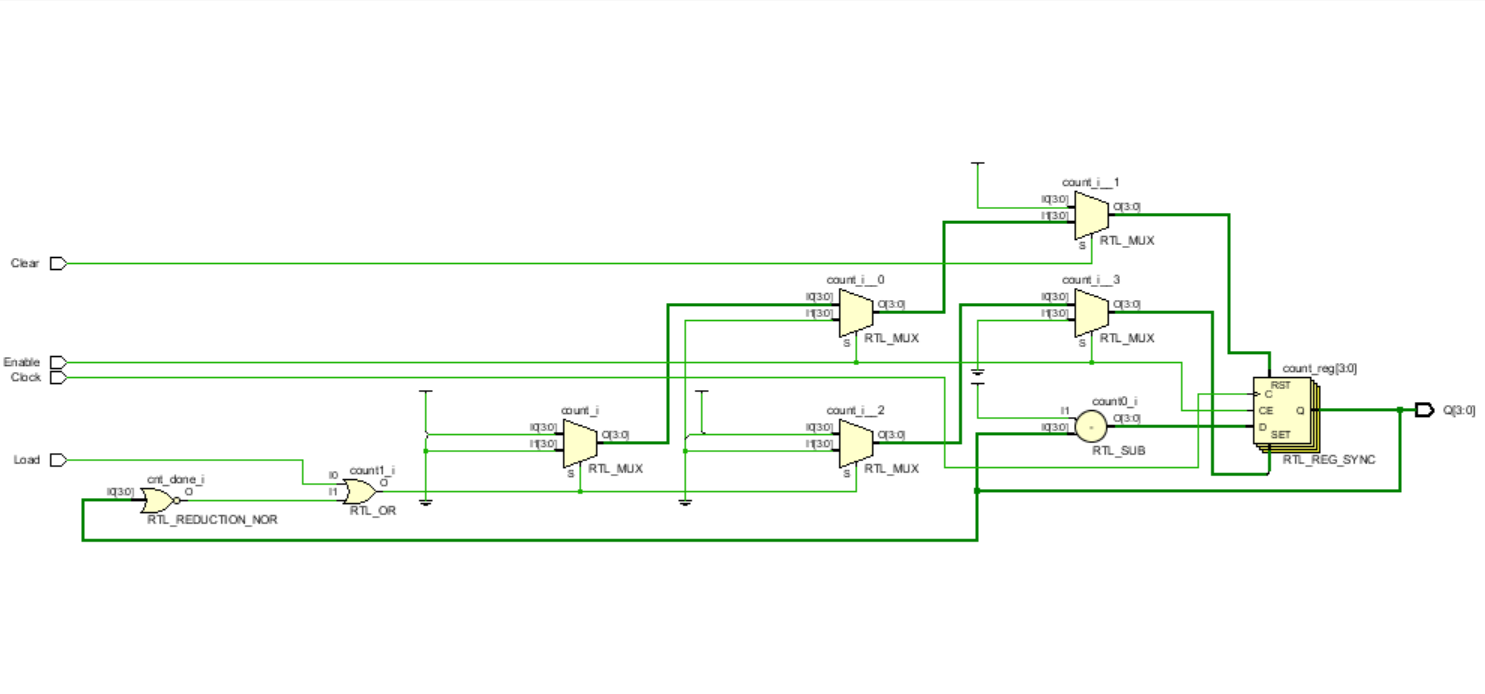 count_i__1
I0[3:0]
O[3:0]
I1[3:0]
S
RTL_MUX
Clear
count_i__0
I0[3:0]
O[3:0]
I1[3:0]
S
RTL_MUX
count_i__3
I0[3:0]
O[3:0]
I1[3:0]
S
RTL_MUX
Enable
Clock
count_reg[3:0]
RST
C
CE
Q
D
SET
RTL_REG_SYNC
Q[3:0]
count_i
I0[3:0]
O[3:0]
I1[3:0]
S
RTL_MUX
count_i__2
I0[3:0]
O[3:0]
I1[3:0]
S
RTL_MUX
count0_i
I1
O[3:0]
I0[3:0]
-
RTL_SUB
Load
cnt_done_i
I0[3:0]
O
RTL_REDUCTION_NOR
count1_i
I0
O
I1
RTL_OR